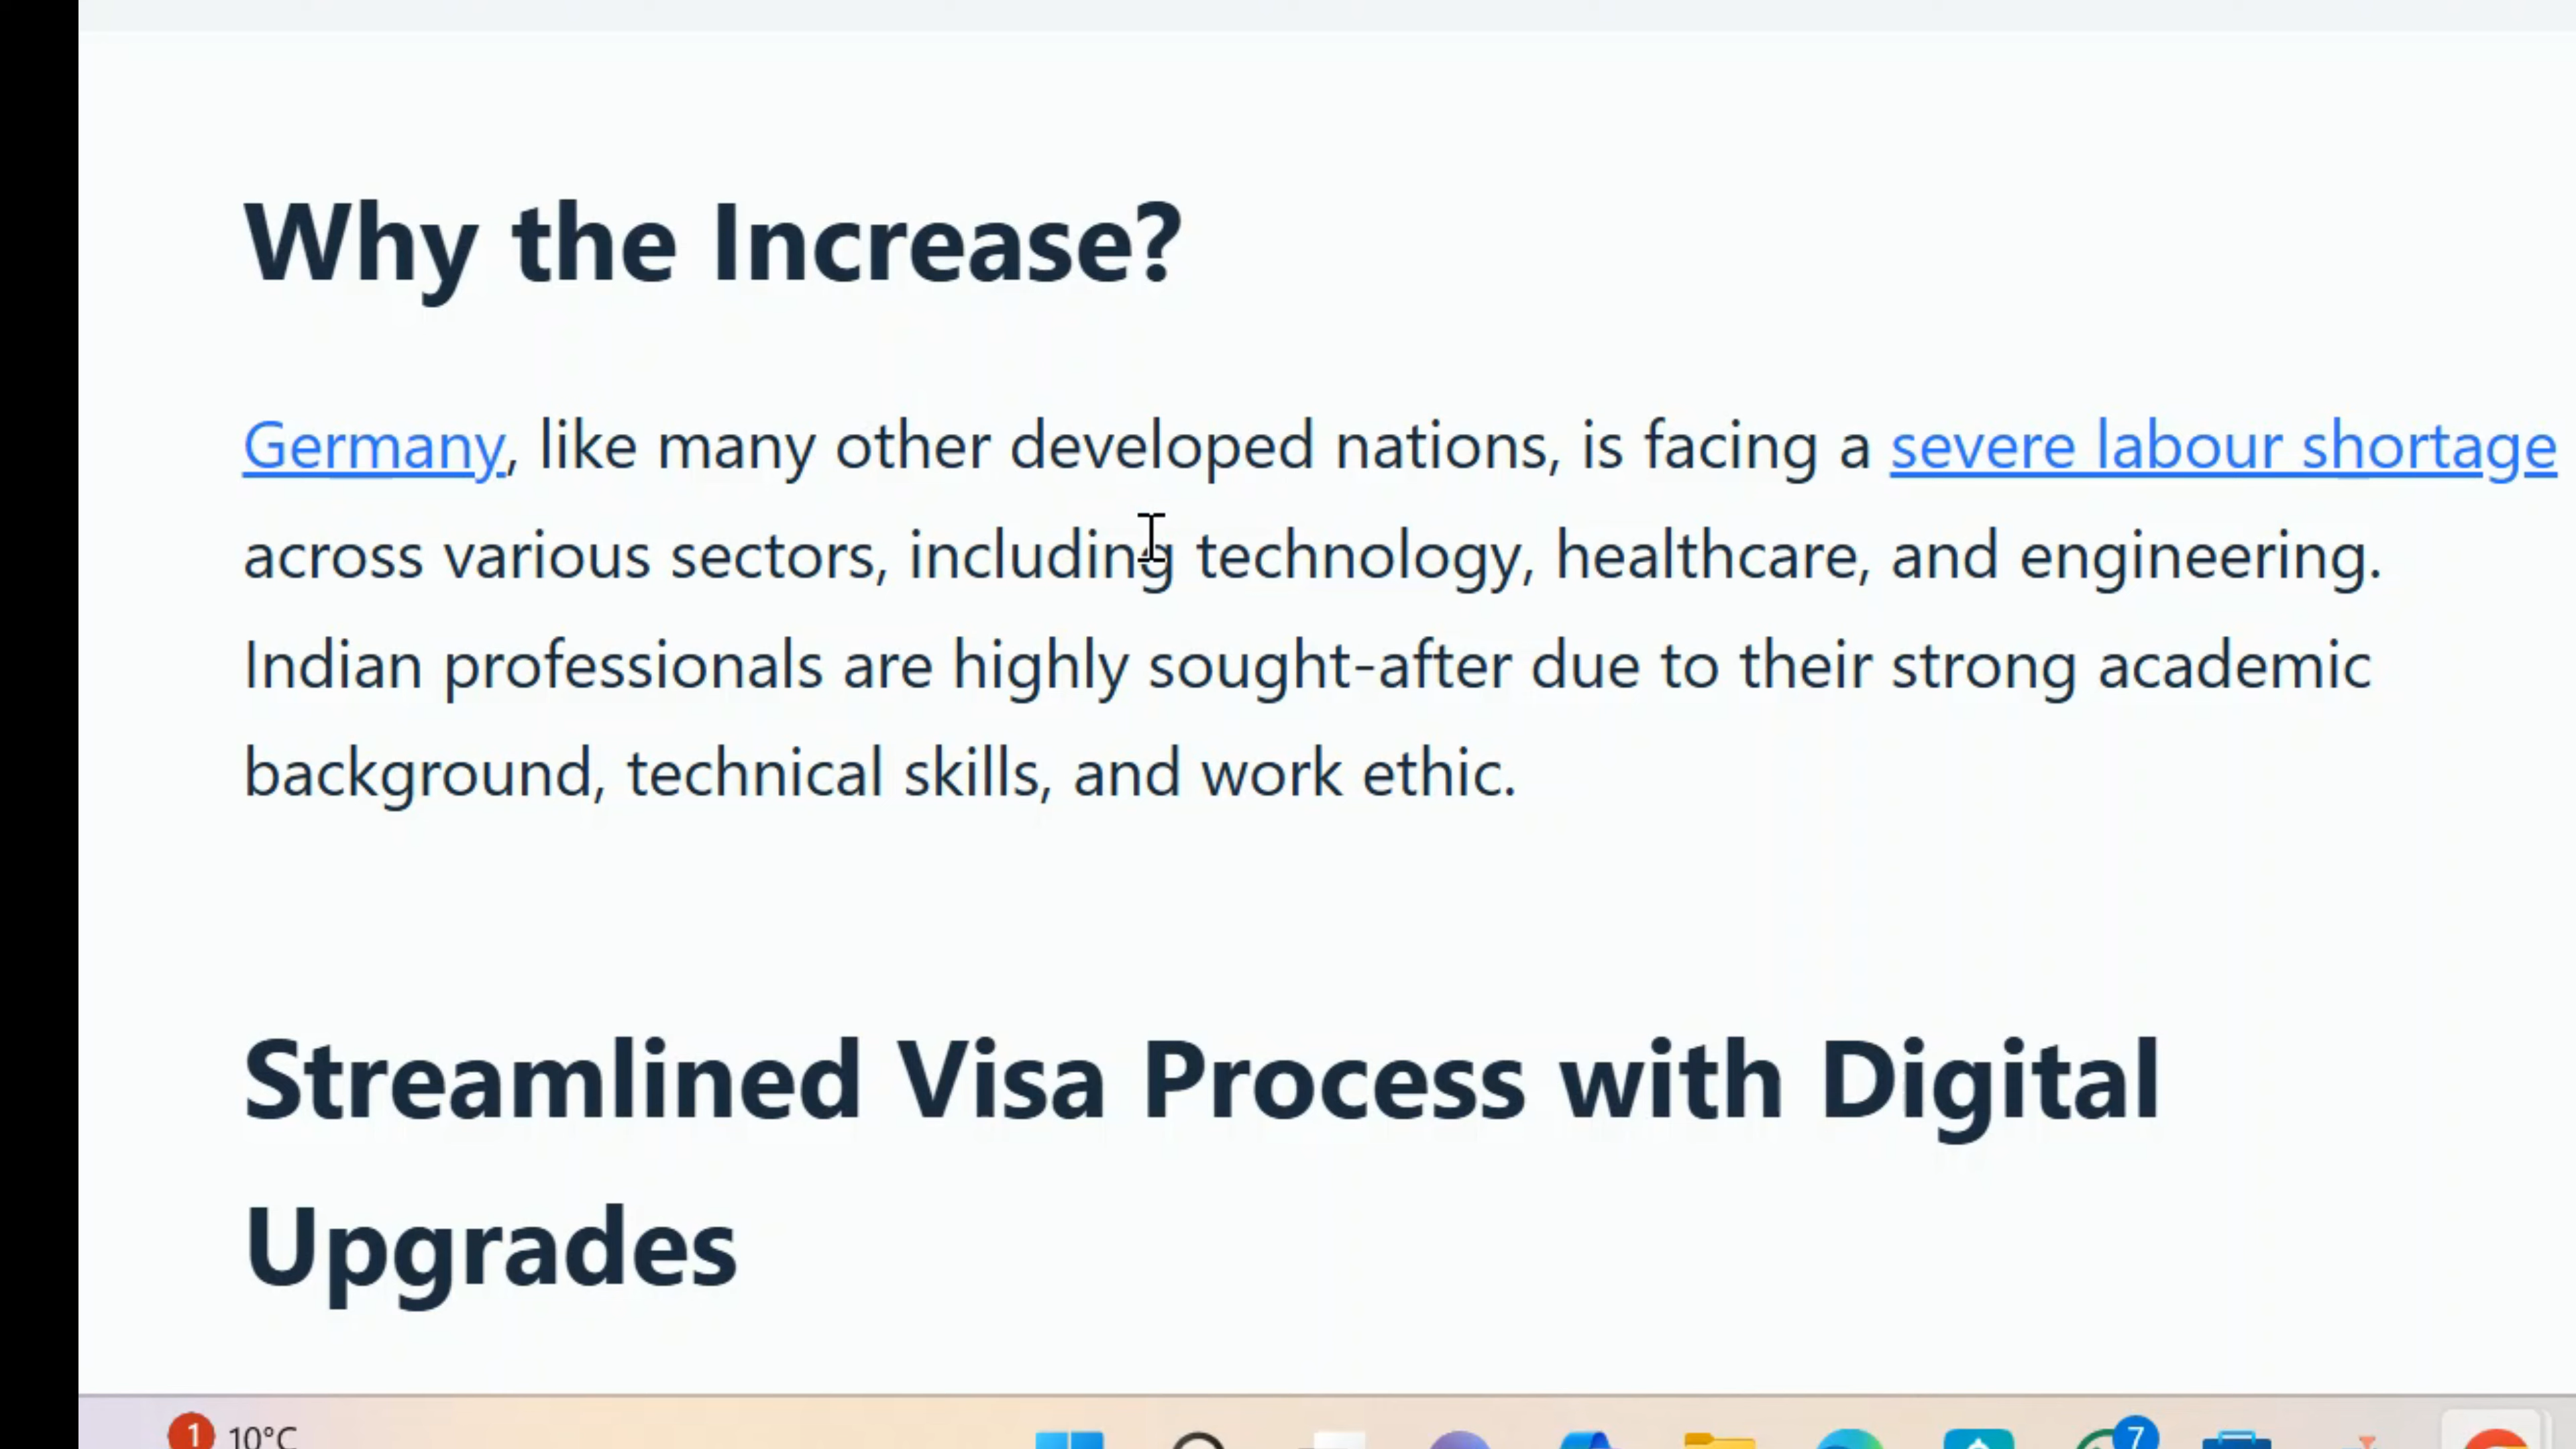 Why the Increase?
Germany, like many other developed nations, is facing a severe labour shortage
across various sectors, including technology, healthcare, and engineering.
Indian professionals are highly sought-after due to their strong academic
background, technical skills, and work ethic.
Streamlined Visa Process with Digital
Upgrades
1 10°C 7